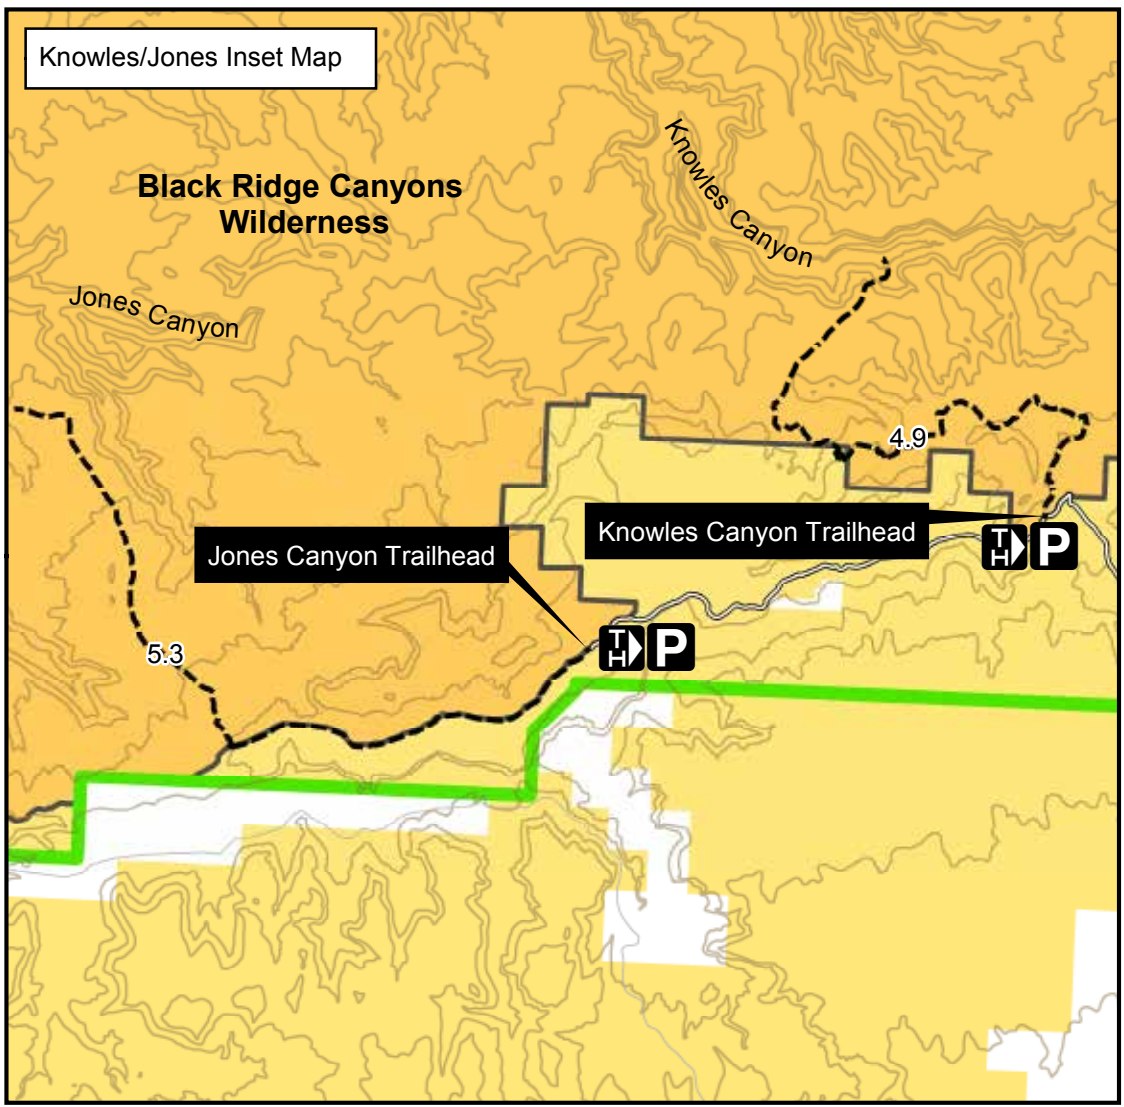 Knowles/Jones Inset Map
Black Ridge Canyons
Wilderness
Knowles Canyon
Jones Canyon
4.9
Knowles Canyon Trailhead
TH P
Jones Canyon Trailhead
TH P
5.3